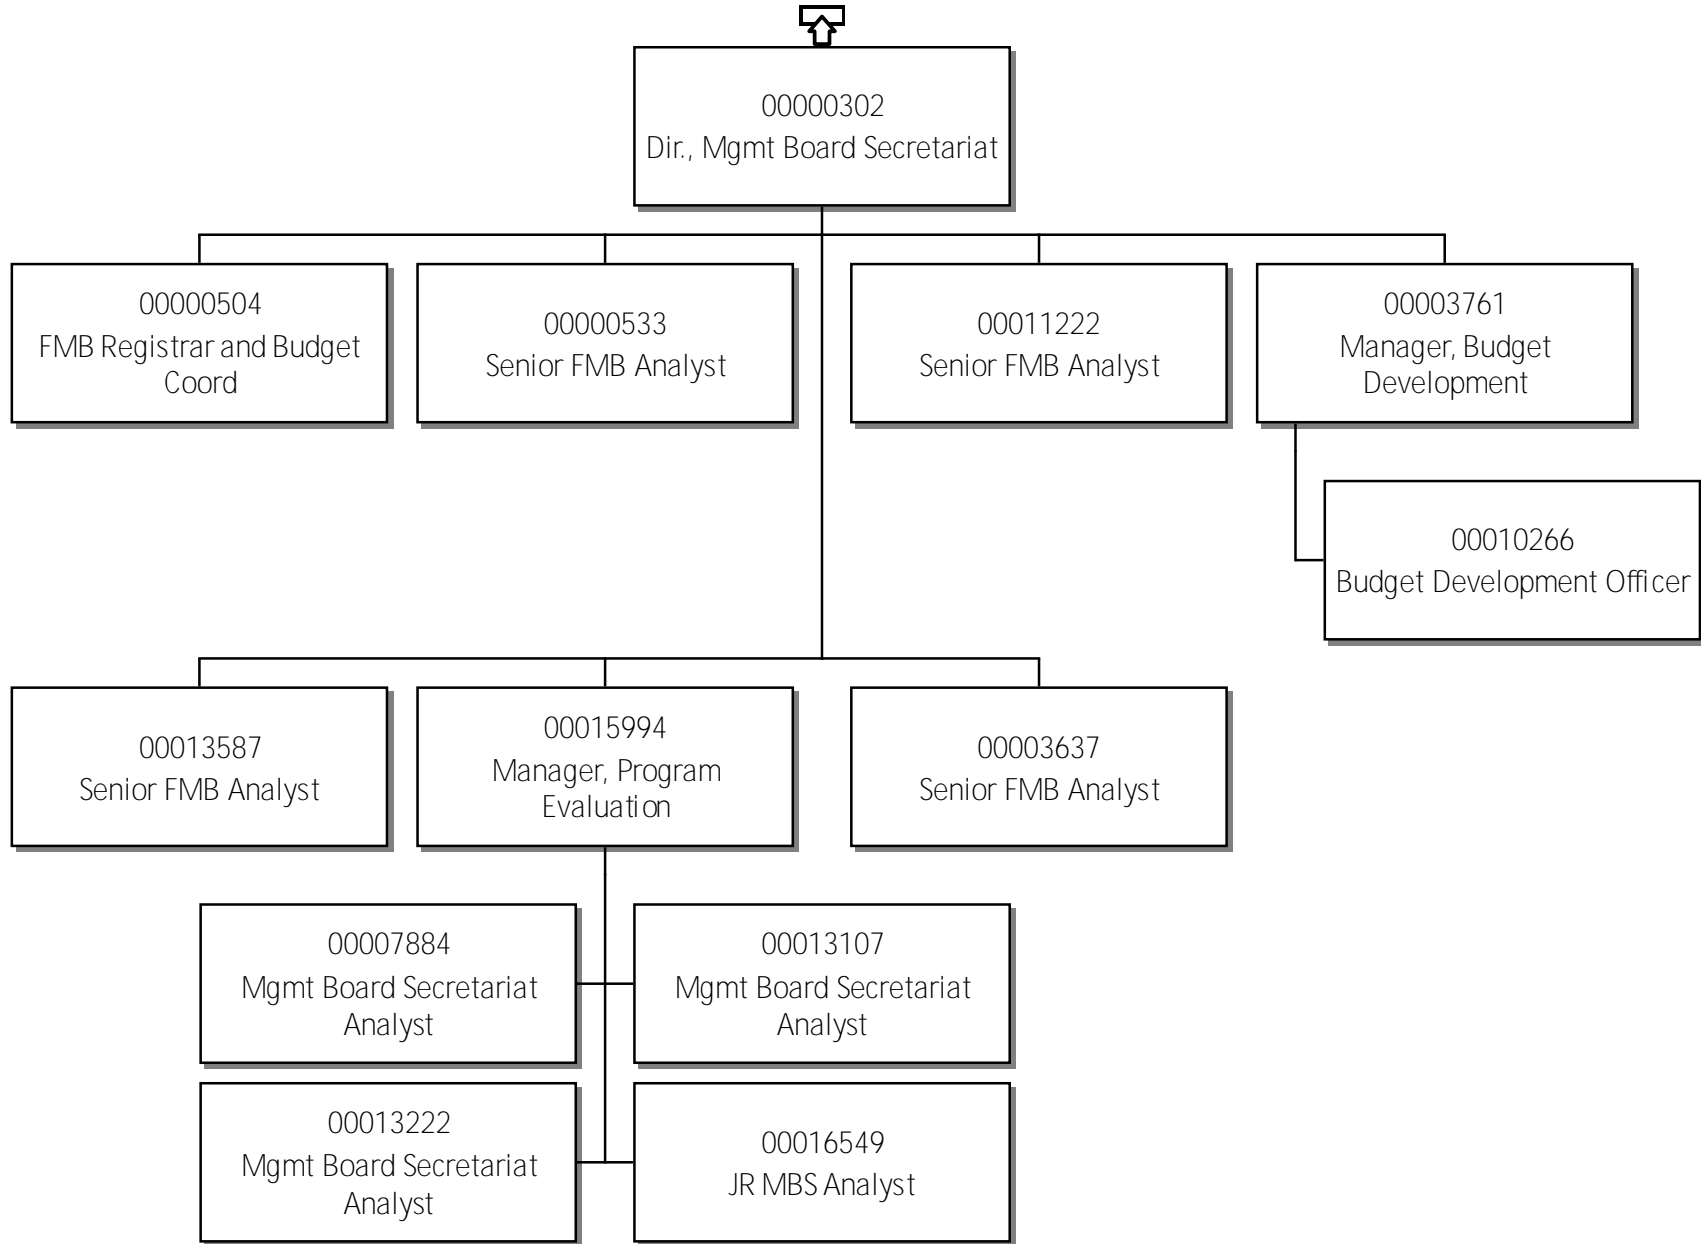 00000302
Dir., Mgmt Board Secretariat
00000504
FMB Registrar and Budget
Coord
00000533
Senior FMB Analyst
00011222
Senior FMB Analyst
00003761
Manager, Budget
Development
00010266
Budget Development Officer
00013587
Senior FMB Analyst
00015994
Manager, Program
Evaluation
00003637
Senior FMB Analyst
00007884
Mgmt Board Secretariat
Analyst
00013107
Mgmt Board Secretariat
Analyst
00013222
Mgmt Board Secretariat
Analyst
00016549
JR MBS Analyst